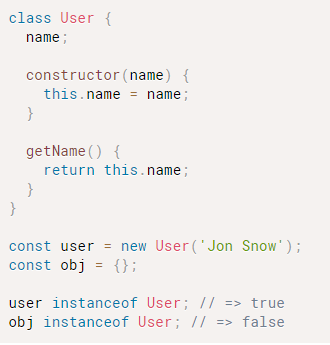 class User {
  name;

  constructor(name) {
    this.name = name;
  }

  getName() {
    return this.name;
  }
}

const user = new User('Jon Snow');
const obj = {};

user instanceof User; // => true
obj instanceof User; // => false